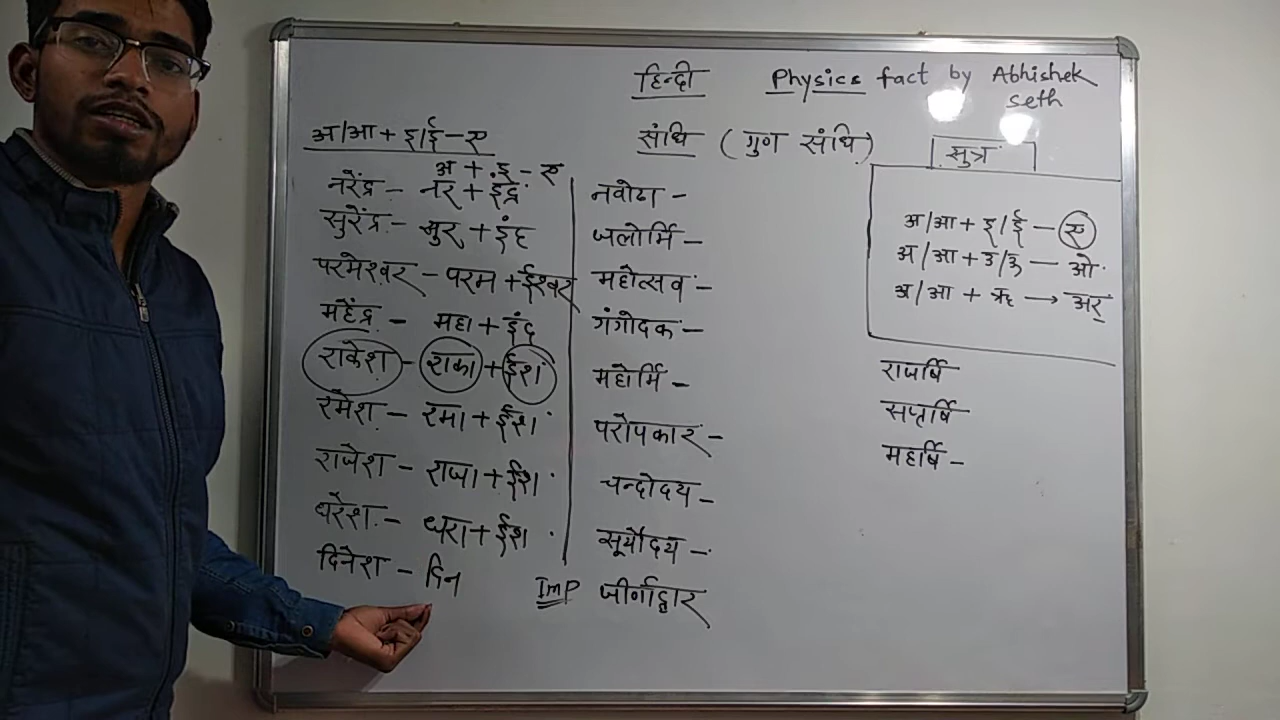 हिन्दी Physics fact by Abhishek
Seth
संधि (गुण संधि)
अ/आ + इ/ई – ए
अ + इ – ए
नरेंद्र – नर + इंद्र
सुरेंद्र – सुर + इंद्र
परमेश्वर – परम + ईश्वर
महेंद्र – महा + इंद्र
राकेश – राका + ईश
रमेश – रमा + ईश
राजेश – राजा + ईश
धरेश – धरा + ईश
दिनेश – दिन
नवोढा –
जलोर्मि –
महोत्सव –
गंगोदक –
महोर्मि –
परोपकार –
चन्दोदय –
सूर्योदय –
IMP जीर्णोद्धार
सुत्र
अ/आ + इ/ई – ए
अ/आ + उ/ऊ – ओ
अ/आ + ऋ → अर्
राजर्षि
सप्तर्षि
महर्षि –